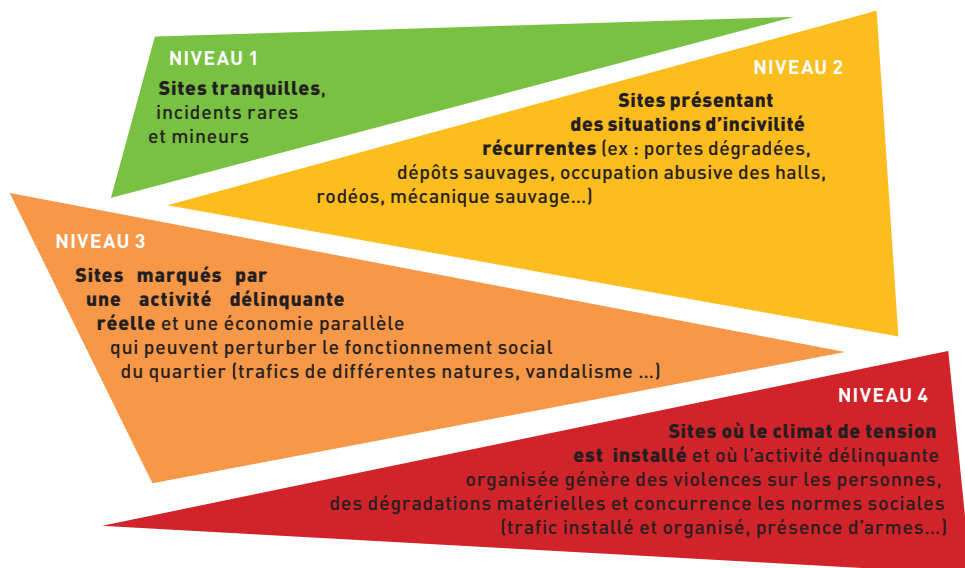 NIVEAU 1
Sites tranquilles,
incidents rares
et mineurs
NIVEAU 2
Sites présentant
des situations d'incivilité
récurrentes (ex : portes dégradées,
dépôts sauvages, occupation abusive des halls,
rodéos, mécanique sauvage...)
NIVEAU 3
Sites marqués par
une activité délinquante
réelle et une économie parallèle
qui peuvent perturber le fonctionnement social
du quartier (trafics de différentes natures, vandalisme ...)
NIVEAU 4
Sites où le climat de tension
est installé et où l'activité délinquante
organisée génère des violences sur les personnes,
des dégradations matérielles et concurrence les normes sociales
(trafic installé et organisé, présence d'armes...)